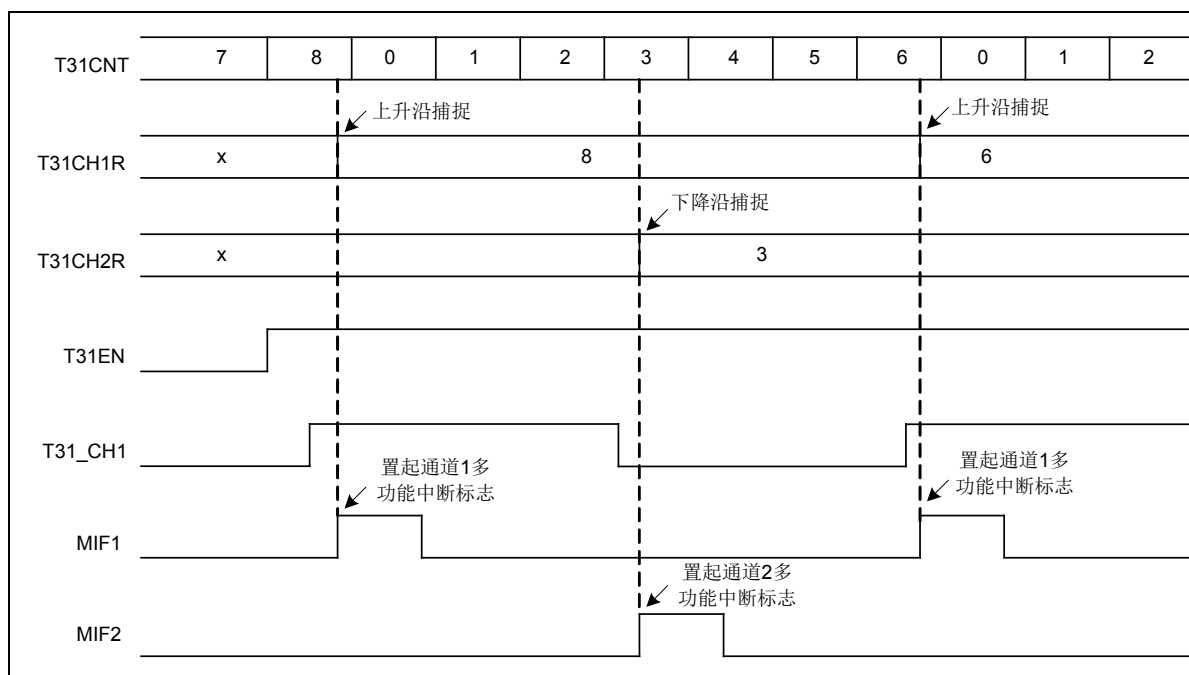 T31CNT 7 8 0 1 2 3 4 5 6 0 1 2
上升沿捕捉 上升沿捕捉
T31CH1R x 8 6
下降沿捕捉
T31CH2R x 3
T31EN
T31_CH1
置起通道1多
功能中断标志
置起通道1多
功能中断标志
MIF1
置起通道2多
功能中断标志
MIF2